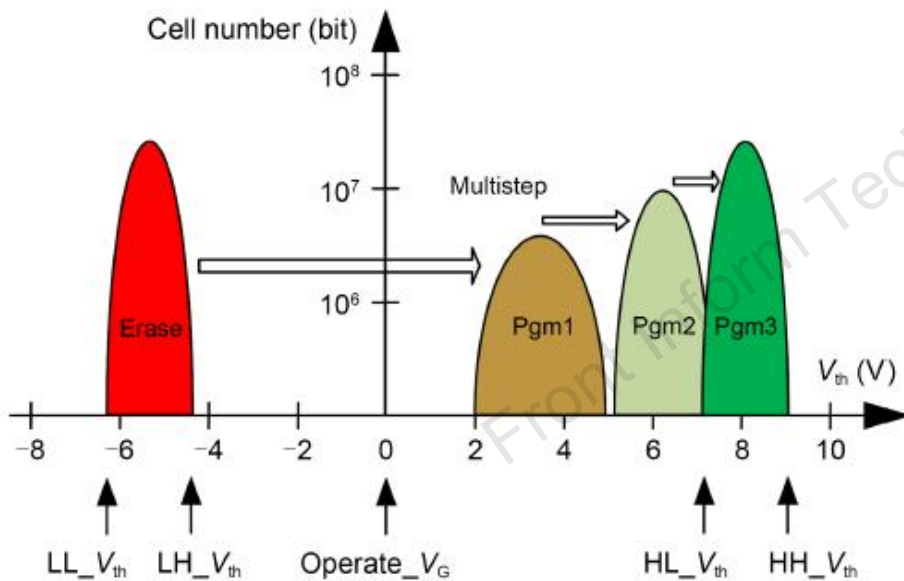 Cell number (bit)
10⁸
10⁷
10⁶
Multistep
Erase
Pgm1
Pgm2
Pgm3
V_th (V)
−8 −6 −4 −2 0 2 4 6 8 10
LL_V_th LH_V_th Operate_V_G HL_V_th HH_V_th
Front Inform Tech